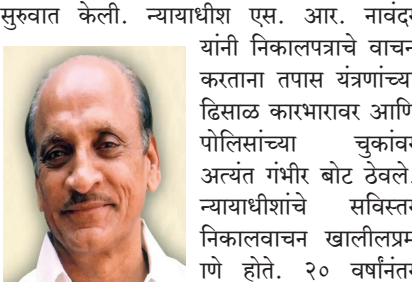 सुरुवात केली. न्यायाधीश एस. आर. नावंदर
यांनी निकालपत्राचे वाचन
करताना तपास यंत्रणांच्या
ढिसाळ कारभारावर आणि
पोलिसांच्या चुकांवर
अत्यंत गंभीर बोट ठेवले.
न्यायाधीशांचे सविस्तर
निकालवाचन खालीलप्रम
ाणे होते. २० वर्षांनंतर